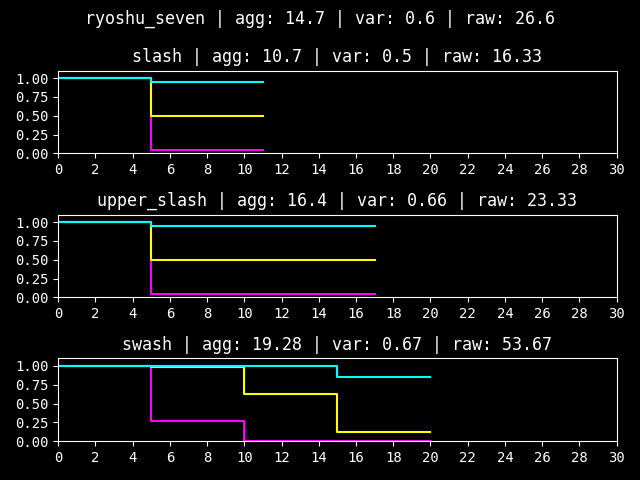 ryoshu_seven | agg: 14.7 | var: 0.6 | raw: 26.6
slash | agg: 10.7 | var: 0.5 | raw: 16.33
1.00
0.75
0.50
0.25
0.00
0 2 4 6 8 10 12 14 16 18 20 22 24 26 28 30
upper_slash | agg: 16.4 | var: 0.66 | raw: 23.33
1.00
0.75
0.50
0.25
0.00
0 2 4 6 8 10 12 14 16 18 20 22 24 26 28 30
swash | agg: 19.28 | var: 0.67 | raw: 53.67
1.00
0.75
0.50
0.25
0.00
0 2 4 6 8 10 12 14 16 18 20 22 24 26 28 30